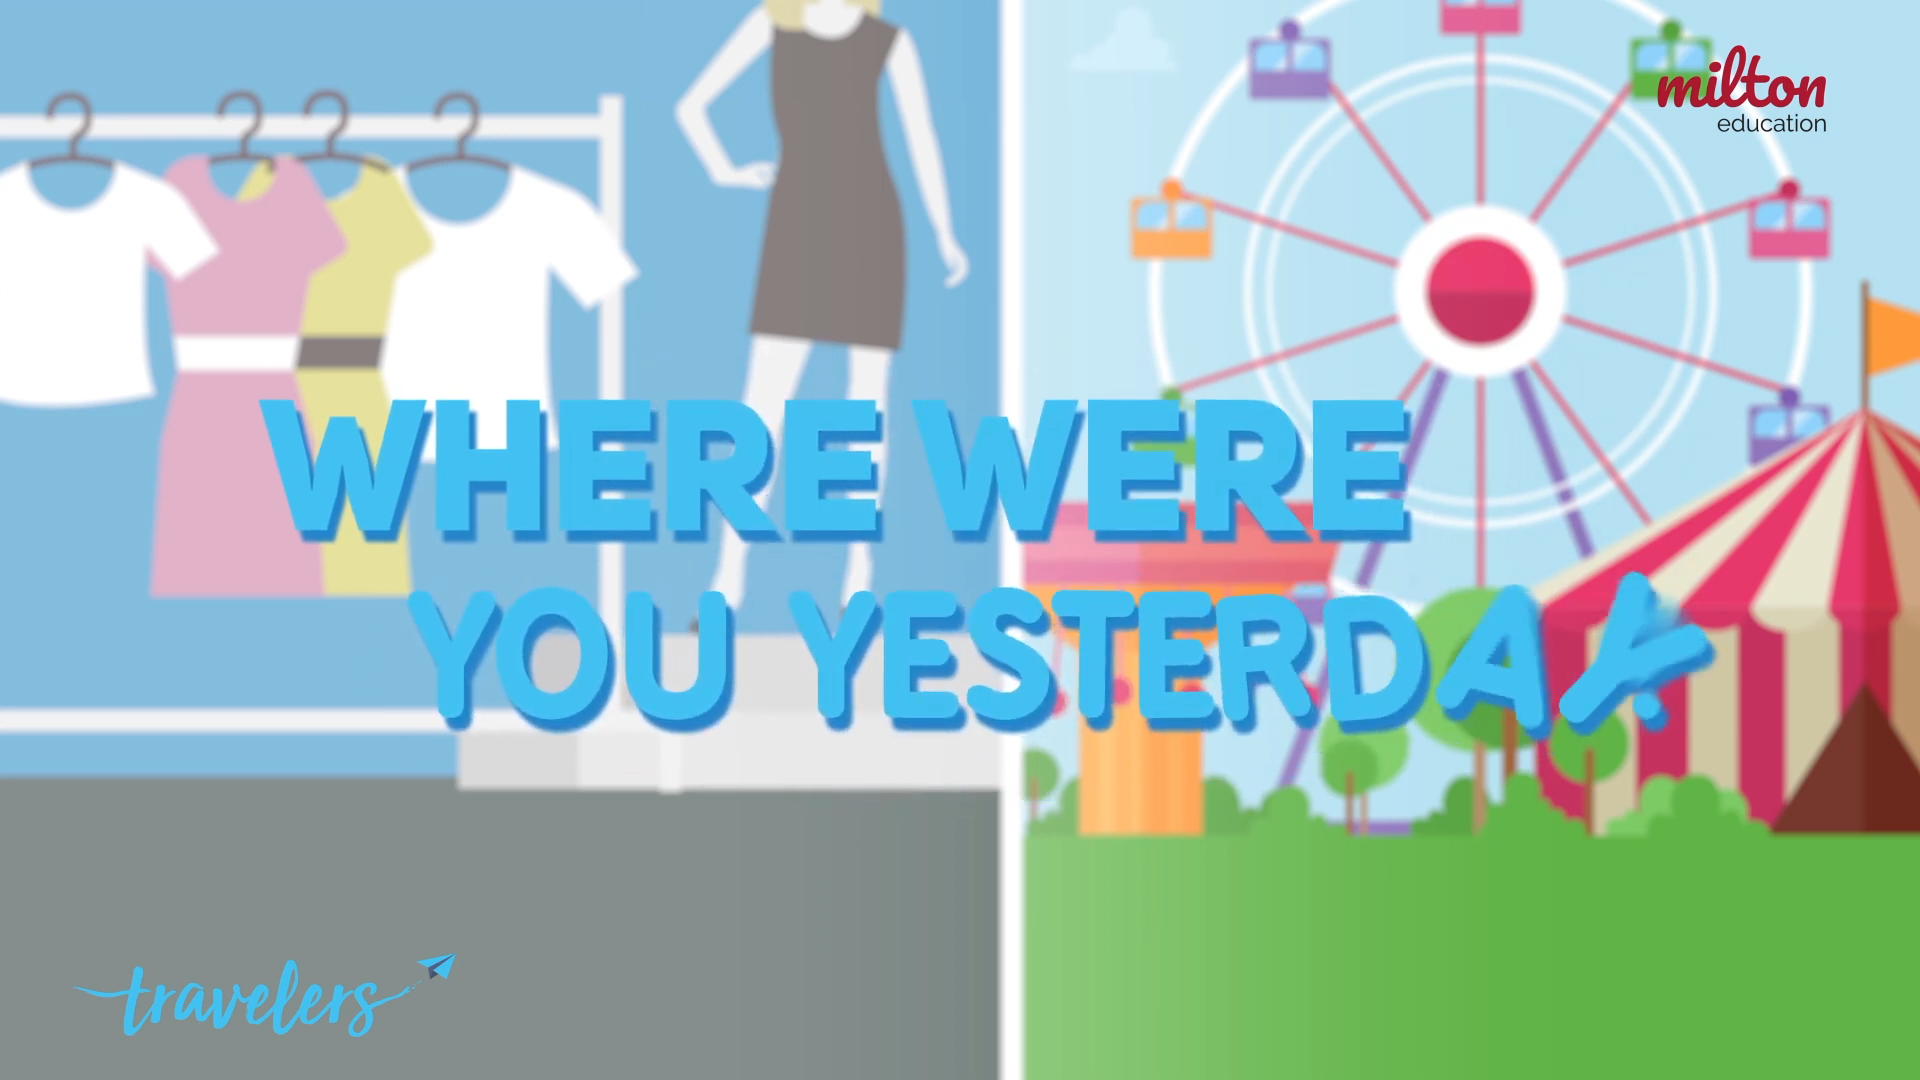 milton
education
WHERE WERE
YOU YESTERDAY
travelers